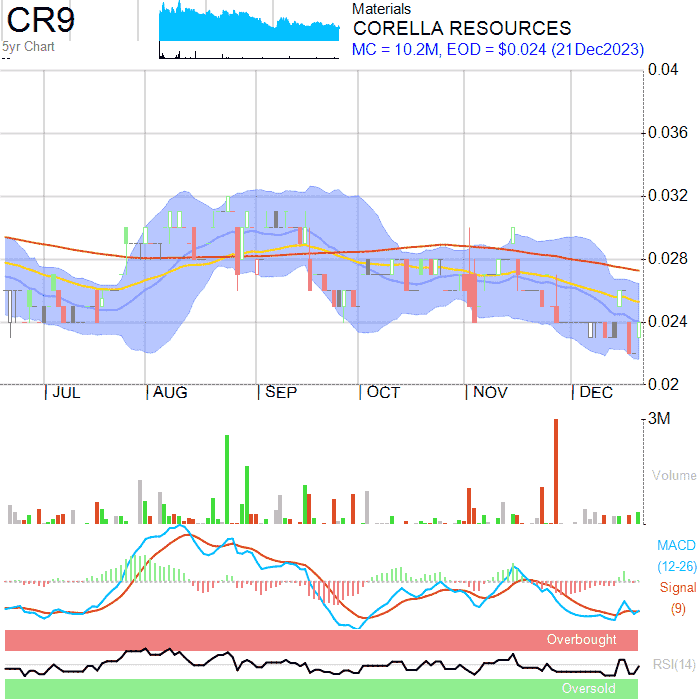 CR9
5yr Chart
Materials
CORELLA RESOURCES
MC = 10.2M, EOD = $0.024 (21Dec2023)
0.04
0.036
0.032
0.028
0.024
0.02
JUL AUG SEP OCT NOV DEC
3M
Volume
MACD
(12-26)
Signal
(9)
Overbought
RSI(14)
Oversold